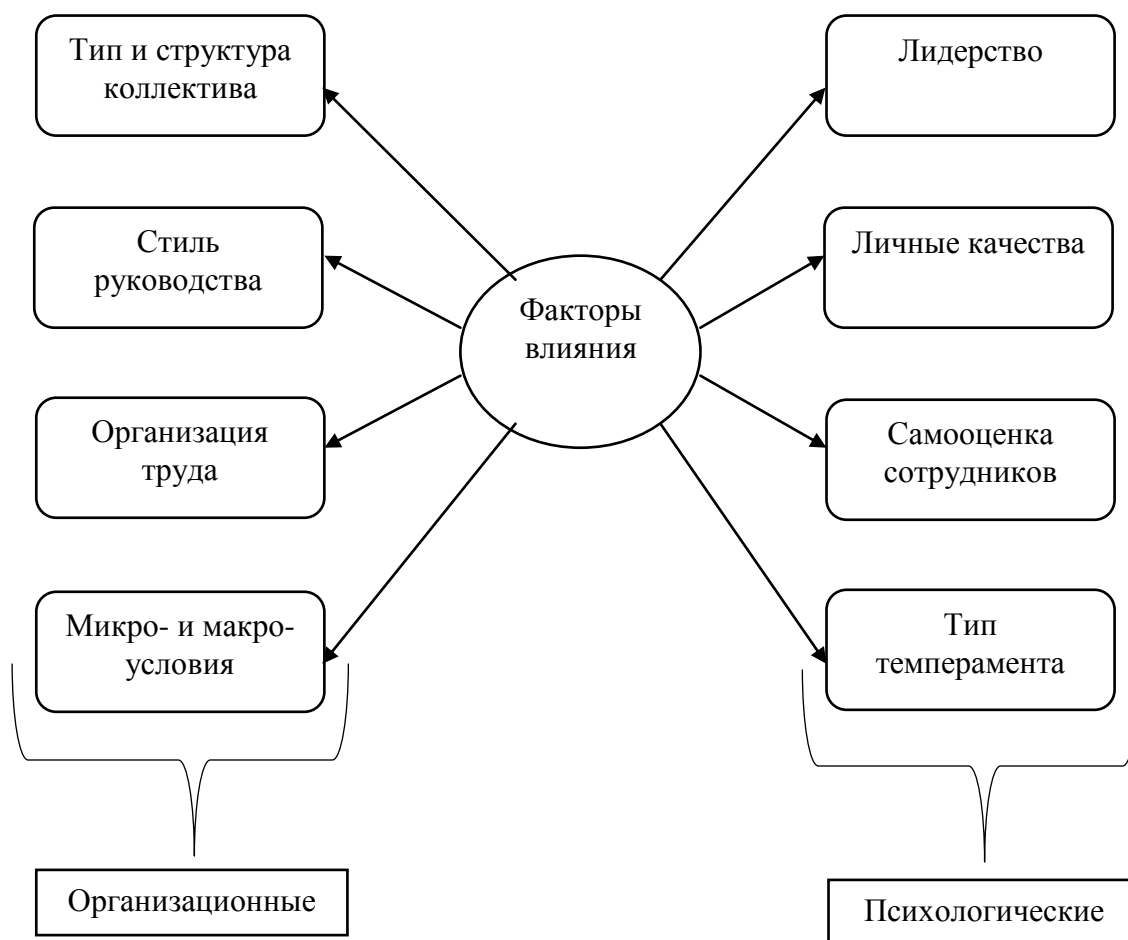 Тип и структура
коллектива
Лидерство
Стиль
руководства
Личные качества
Факторы
влияния
Организация
труда
Самооценка
сотрудников
Микро- и макро-
условия
Тип
темперамента
Организационные
Психологические